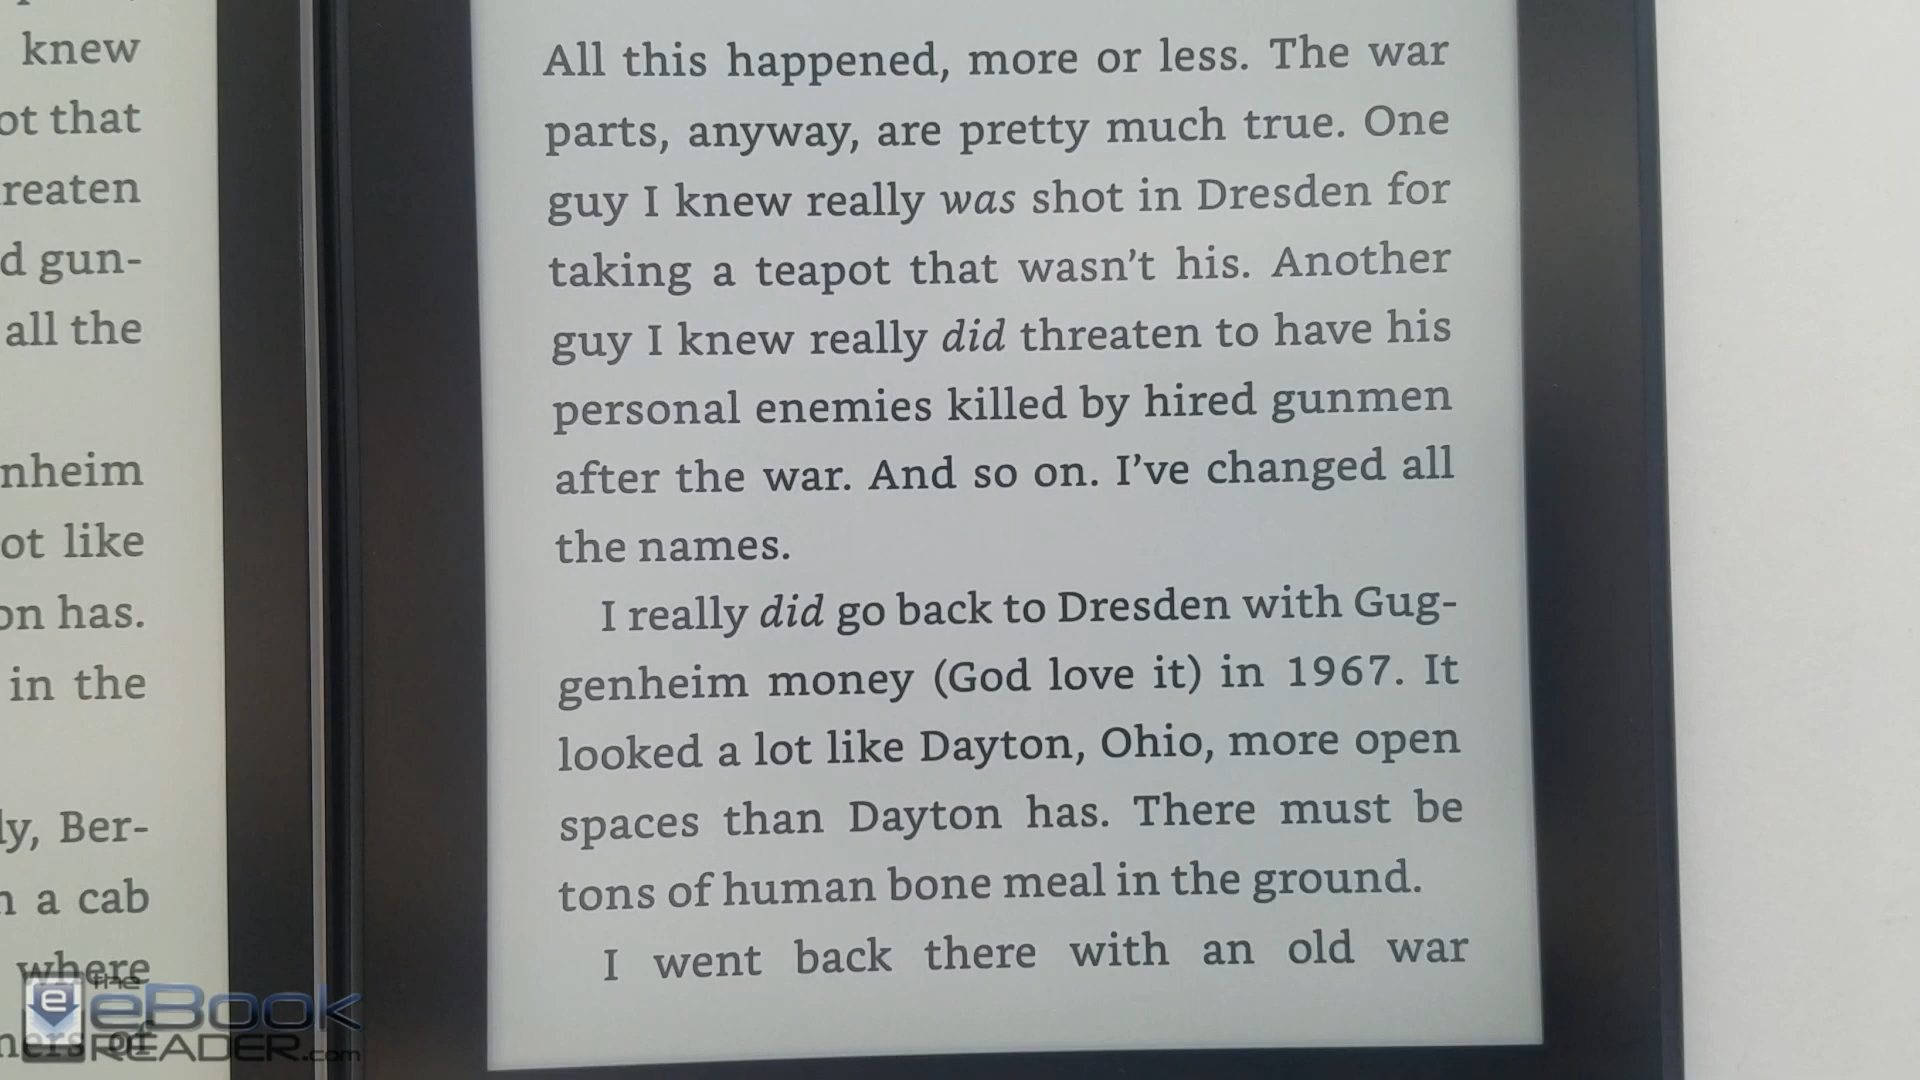 knew
ot that
reaten
d gun-
all the
nheim
ot like
on has.
in the
ly, Ber-
a cab
where
ners of
All this happened, more or less. The war
parts, anyway, are pretty much true. One
guy I knew really was shot in Dresden for
taking a teapot that wasn't his. Another
guy I knew really did threaten to have his
personal enemies killed by hired gunmen
after the war. And so on. I've changed all
the names.
I really did go back to Dresden with Gug-
genheim money (God love it) in 1967. It
looked a lot like Dayton, Ohio, more open
spaces than Dayton has. There must be
tons of human bone meal in the ground.
I went back there with an old war
the
eBook
READER.com